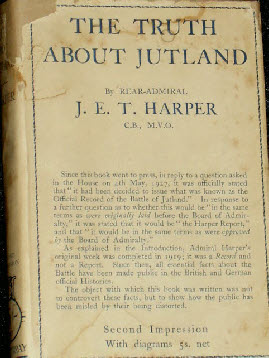 THE TRUTH
ABOUT JUTLAND
By REAR-ADMIRAL
J. E. T. HARPER
C.B., M.V.O.
Since this book went to press, in reply to a question asked
in the House on 4th May, 1927, it was officially stated
that "it had been decided to issue what was known as the
Official Record of the Battle of Jutland." In response to
a further question as to whether this would be "in the same
terms as were originally laid before the Board of Admir-
alty," it was stated that it would be "the Harper Report,"
and that "it would be in the same terms as were approved
by the Board of Admiralty."
As explained in the Introduction, Admiral Harper's
original work was completed in 1919; it was a Record and
not a Report. Since then, all essential facts about the
Battle have been made public in the British and German
official Histories.
The object with which this book was written was not
to controvert these facts, but to show how the public has
been misled by their being distorted.
Second Impression
With diagrams 5s. net